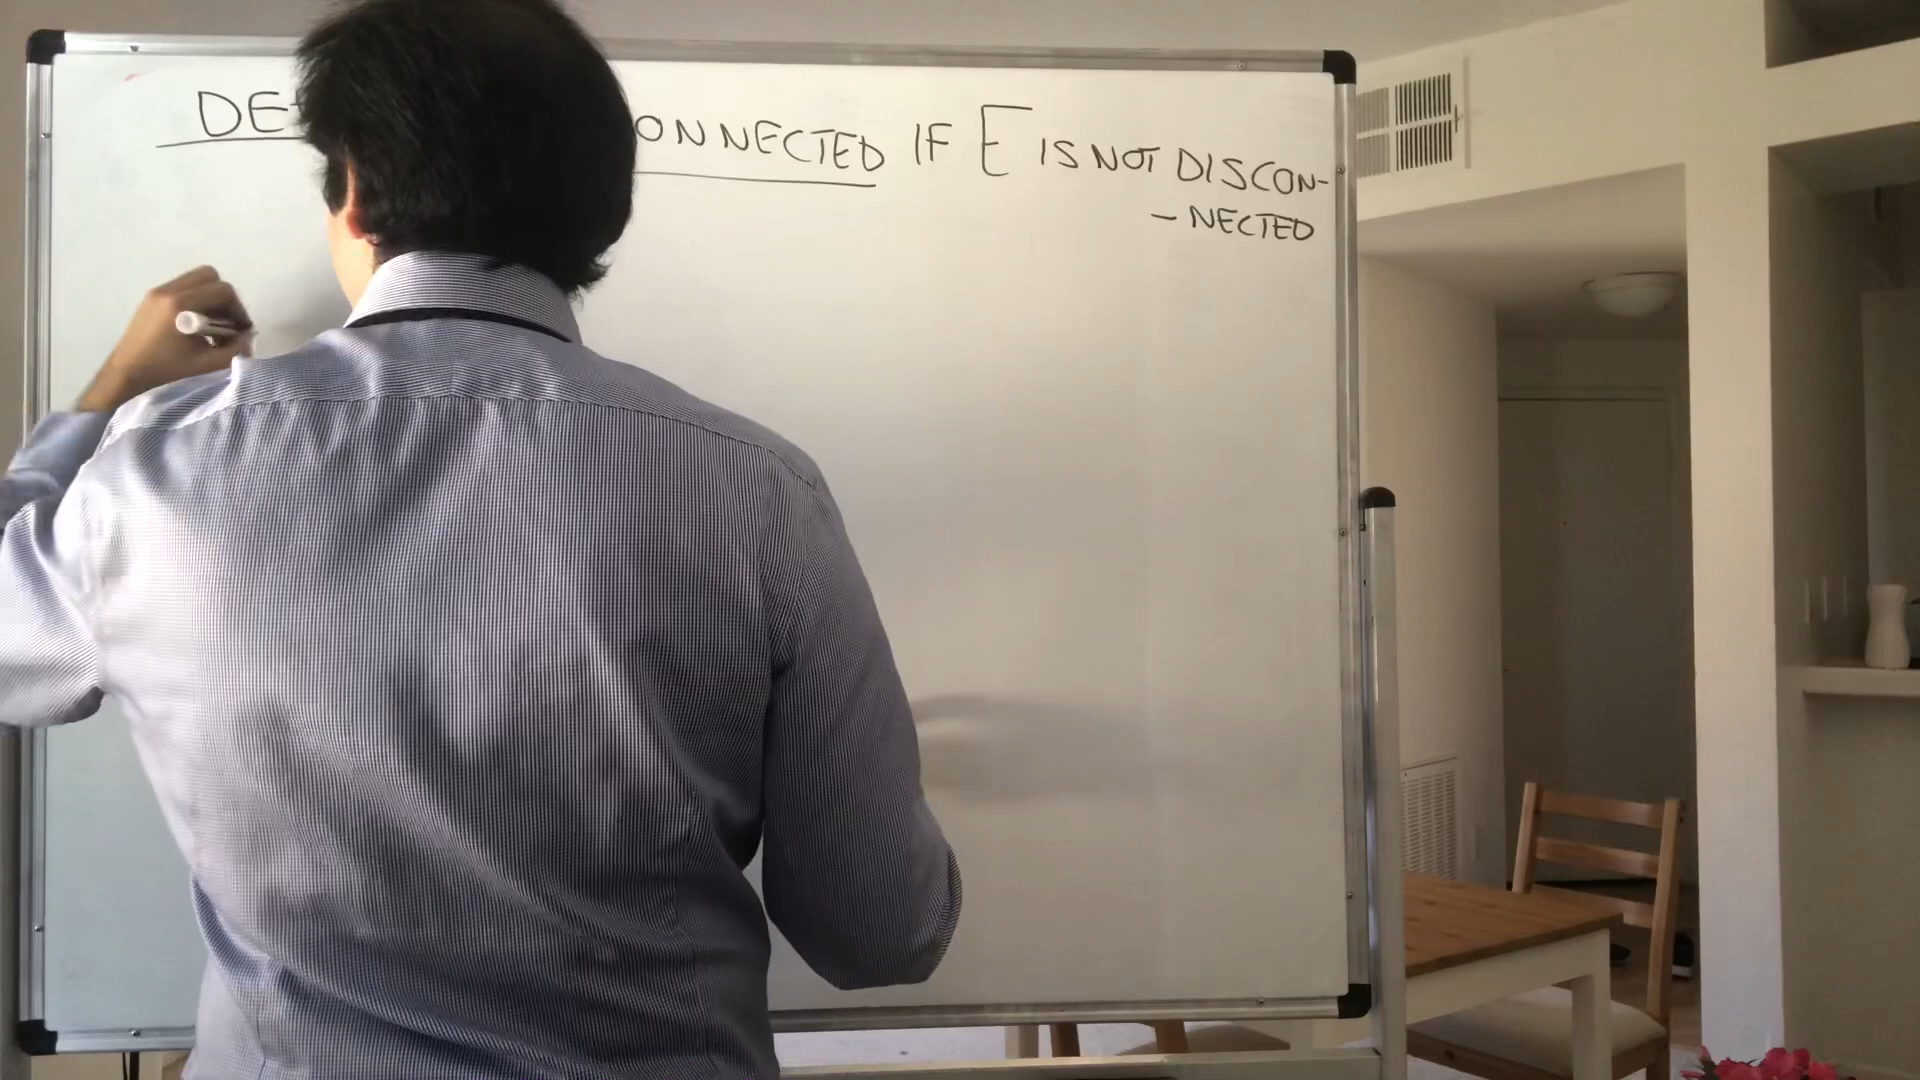 DE ONNECTED IF E IS NOT DISCON-
- NECTED